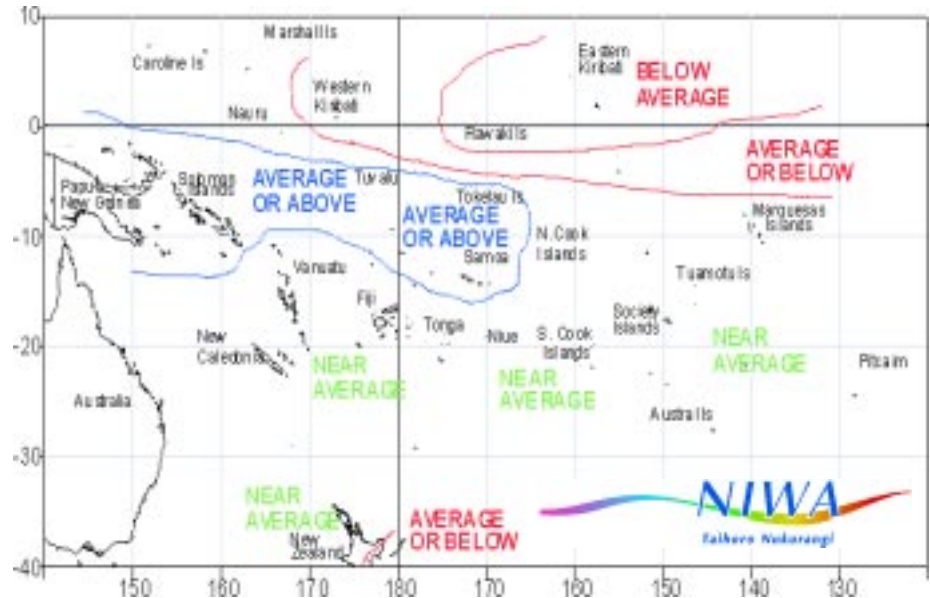 10
Marshall Is
Caroline Is
Eastern
Kiribati
BELOW
AVERAGE
Western
Kiribati
Nauru
0
Rawaki Is
AVERAGE
OR BELOW
Papua
New Guinea
Solomon
Islands
AVERAGE
OR ABOVE
Tuvalu
Tokelau Is
AVERAGE
OR ABOVE
Marquesas
Islands
-10
N. Cook
Islands
Samoa
Vanuatu
Tuamotu Is
Fiji
Society
Islands
Tonga
Niue
S. Cook
Islands
New
Caledonia
-20
NEAR
AVERAGE
NEAR
AVERAGE
NEAR
AVERAGE
Pitcairn
Australia
Austral Is
-30
NEAR
AVERAGE
NIWA
Taihoro Nukurangi
New
Zealand
AVERAGE
OR BELOW
-40
150 160 170 180 170 160 150 140 130